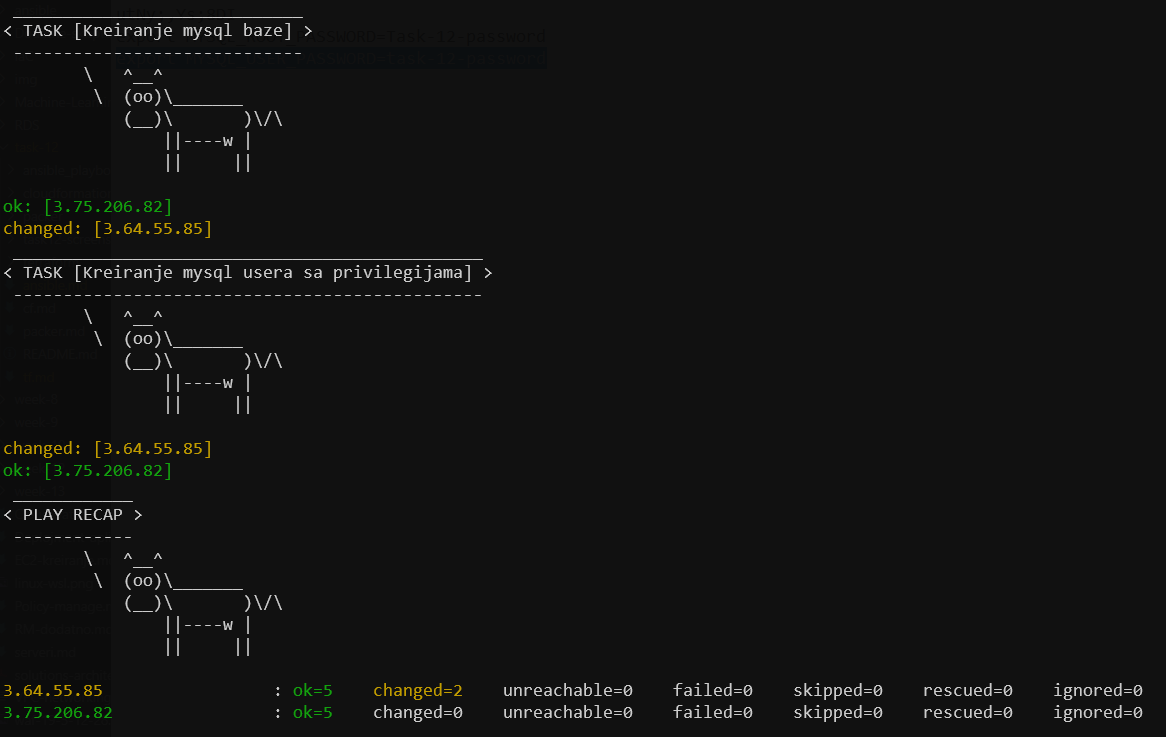 _____________________________
< TASK [Kreiranje mysql baze] >
 -----------------------------
        \   ^__^
         \  (oo)\_______
            (__)\       )\/\
                ||----w |
                ||     ||
ok: [3.75.206.82]
changed: [3.64.55.85]
 _______________________________________________
< TASK [Kreiranje mysql usera sa privilegijama] >
 -----------------------------------------------
        \   ^__^
         \  (oo)\_______
            (__)\       )\/\
                ||----w |
                ||     ||
changed: [3.64.55.85]
ok: [3.75.206.82]
 ____________
< PLAY RECAP >
 ------------
        \   ^__^
         \  (oo)\_______
            (__)\       )\/\
                ||----w |
                ||     ||
3.64.55.85                 : ok=5    changed=2    unreachable=0    failed=0    skipped=0    rescued=0    ignored=0
3.75.206.82                : ok=5    changed=0    unreachable=0    failed=0    skipped=0    rescued=0    ignored=0